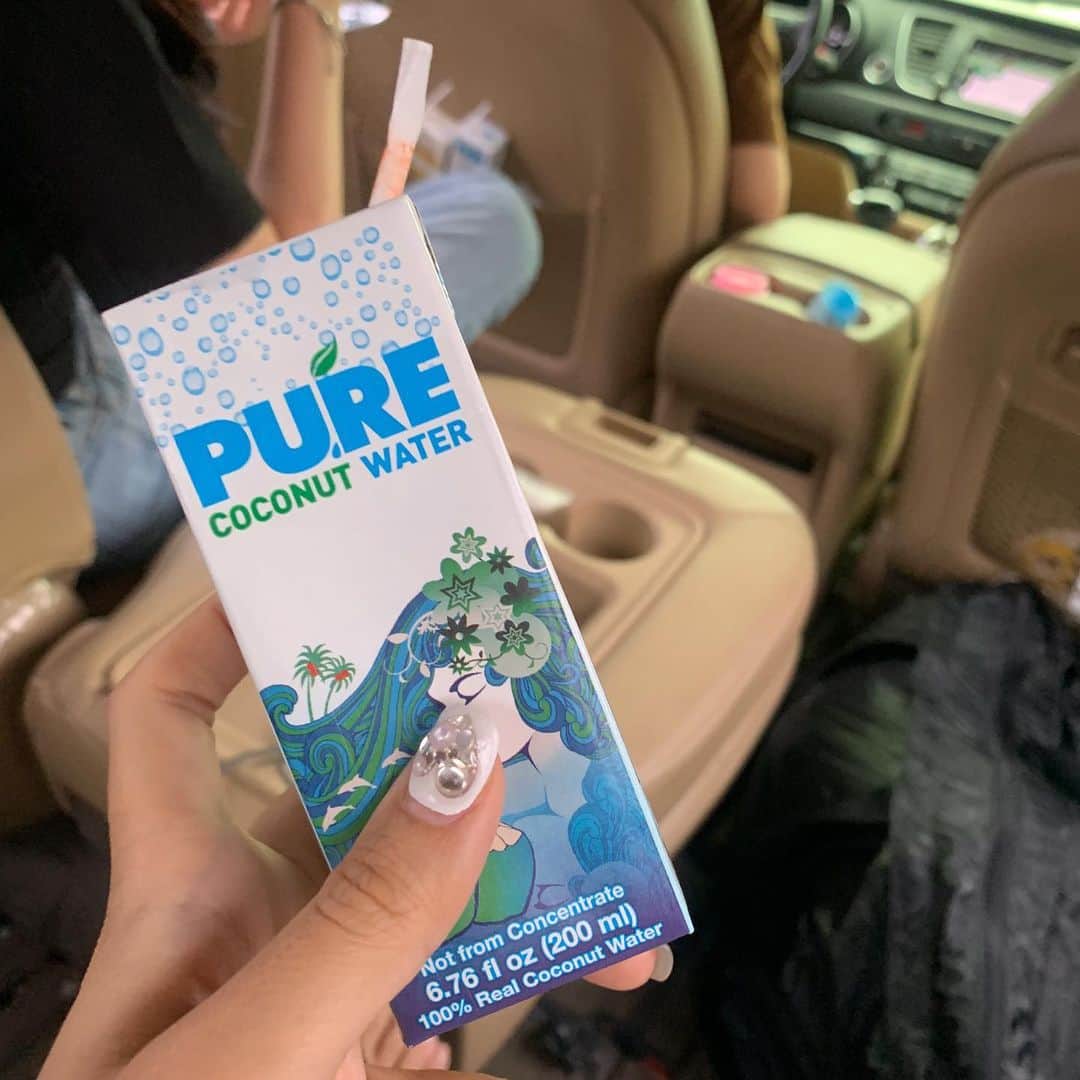 PURE
COCONUT WATER
Not from Concentrate
6.76 fl oz (200 ml)
100% Real Coconut Water